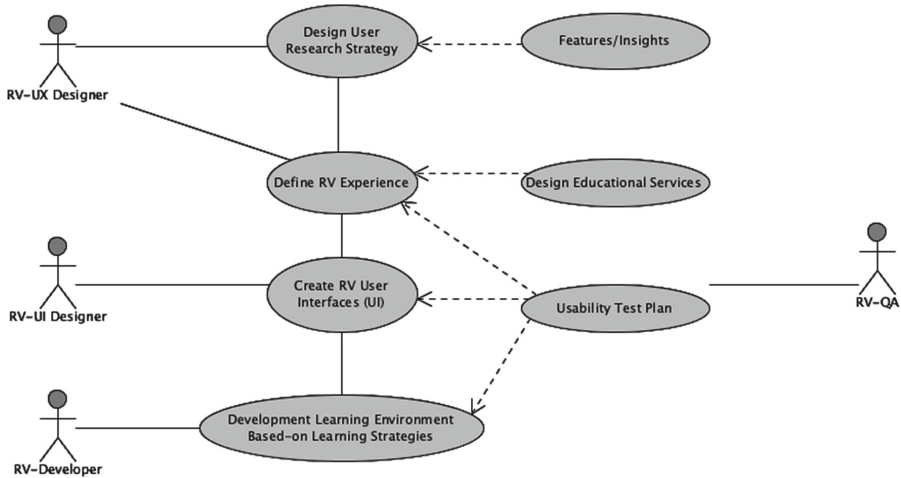 Design User
Research Strategy
Features/Insights
RV-UX Designer
Define RV Experience
Design Educational Services
Create RV User
Interfaces (UI)
RV-UI Designer
Usability Test Plan
RV-QA
Development Learning Environment
Based-on Learning Strategies
RV-Developer